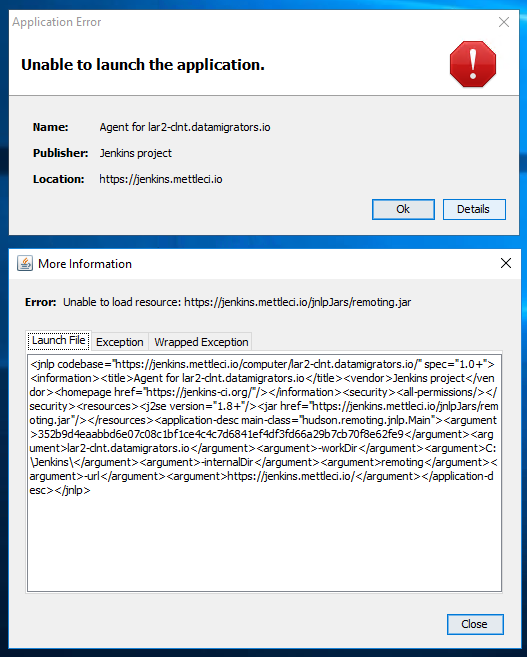 Application Error
Unable to launch the application.
Name: Agent for lar2-clnt.datamigrators.io
Publisher: Jenkins project
Location: https://jenkins.mettleci.io
Ok Details
More Information
Error: Unable to load resource: https://jenkins.mettleci.io/jnlpJars/remoting.jar
Launch File Exception Wrapped Exception
<jnlp codebase="https://jenkins.mettleci.io/computer/lar2-clnt.datamigrators.io/" spec="1.0+">
<information><title>Agent for lar2-clnt.datamigrators.io</title><vendor>Jenkins project</ven
dor><homepage href="https://jenkins-ci.org/"/></information><security><all-permissions/></
security><resources><j2se version="1.8+"/><jar href="https://jenkins.mettleci.io/jnlpJars/rem
oting.jar"/></resources><application-desc main-class="hudson.remoting.jnlp.Main"><argument
>352b9d4eaabbd6e07c08c1bf1ce4c4c7d6841ef4df3fd66a29b7cb70f8e62fe9</argument><argu
ment>lar2-clnt.datamigrators.io</argument><argument>-workDir</argument><argument>C:
\Jenkins\</argument><argument>-internalDir</argument><argument>remoting</argument><
argument>-url</argument><argument>https://jenkins.mettleci.io/</argument></application-d
esc></jnlp>
Close